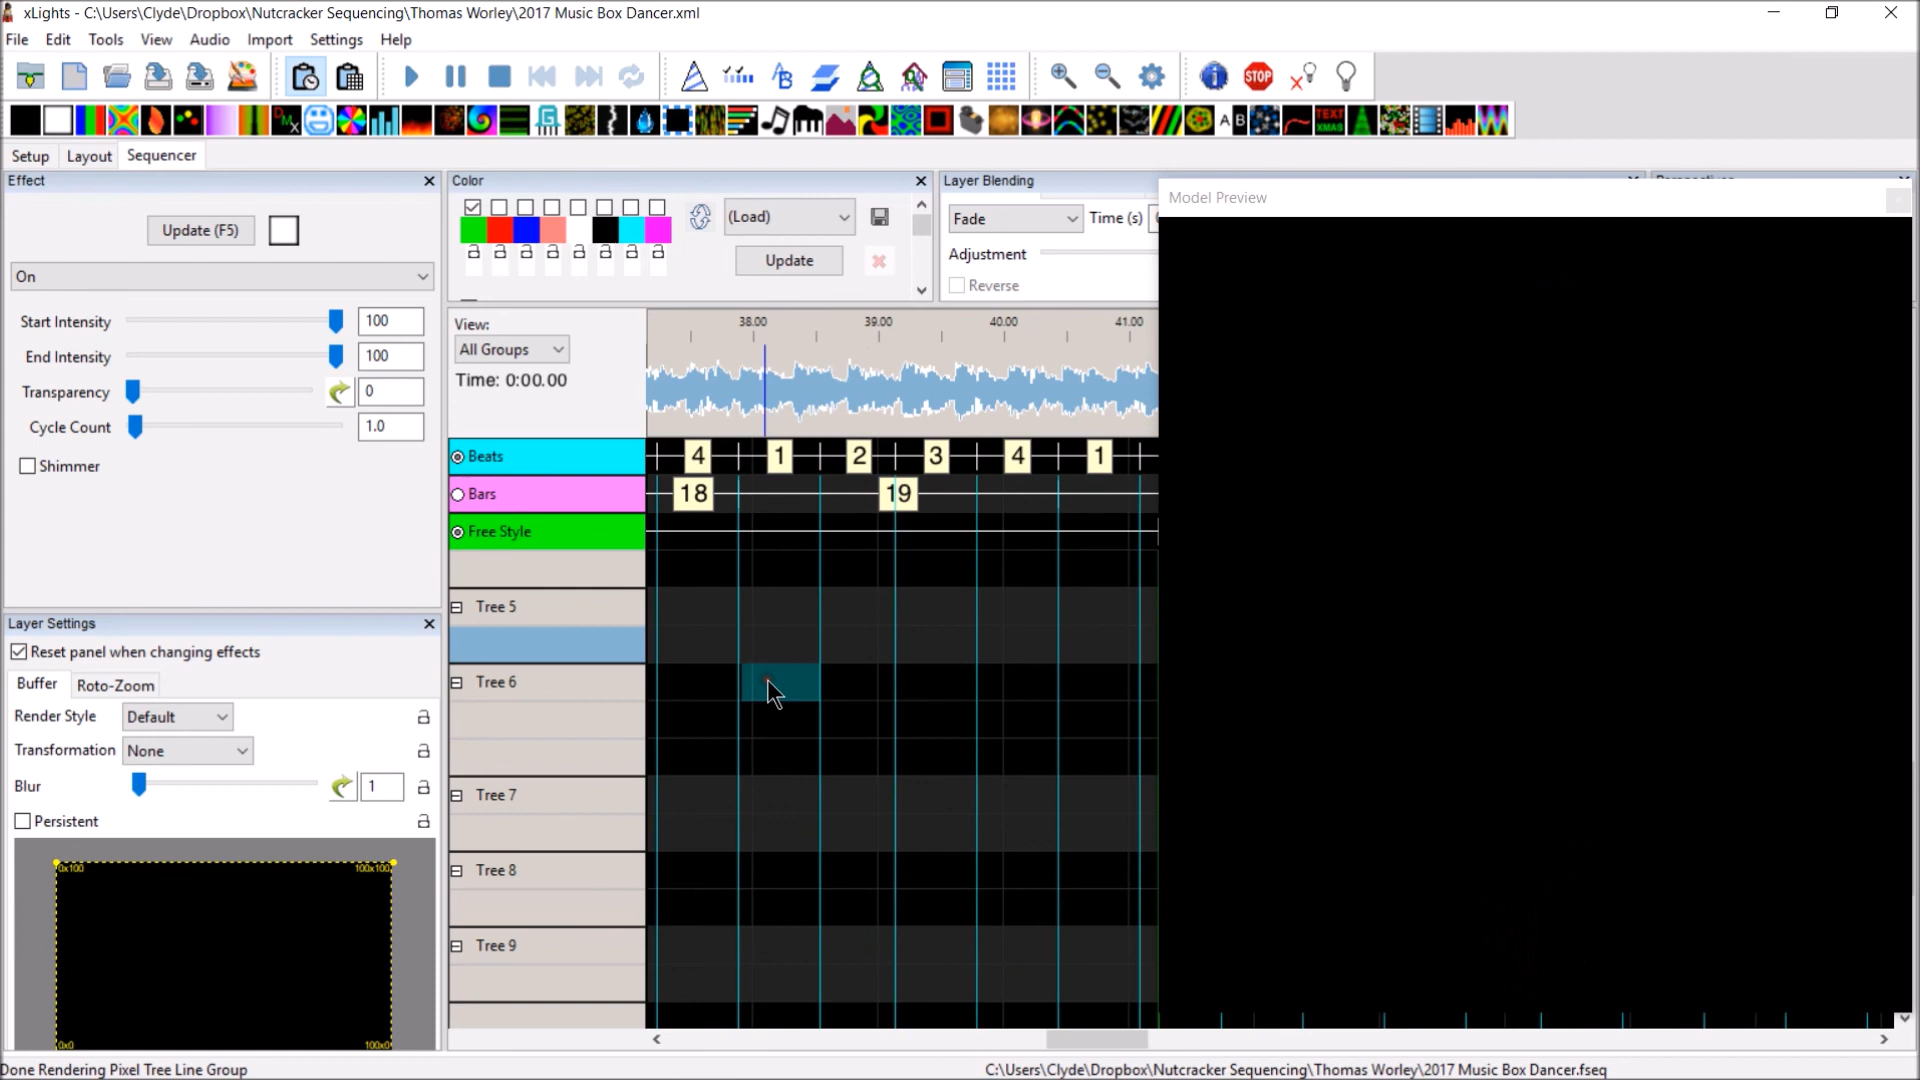 xLights - C:\Users\Clyde\Dropbox\Nutcracker Sequencing\Thomas Worley\2017 Music Box Dancer.xml
File Edit Tools View Audio Import Settings Help
A B
TEXT XMAS
Setup Layout Sequencer
Effect
Update (F5)
On
Start Intensity 100
End Intensity 100
Transparency 0
Cycle Count 1.0
Shimmer
Layer Settings
Reset panel when changing effects
Buffer Roto-Zoom
Render Style Default
Transformation None
Blur 1
Persistent
0x100 100x100
0x0 100x0
Color
(Load)
Update
Layer Blending
Fade Time (s)
Adjustment
Reverse
Model Preview
View:
All Groups
Time: 0:00.00
38.00 39.00 40.00 41.00
Beats 4 1 2 3 4 1
Bars 18 19
Free Style
Tree 5
Tree 6
Tree 7
Tree 8
Tree 9
Done Rendering Pixel Tree Line Group
C:\Users\Clyde\Dropbox\Nutcracker Sequencing\Thomas Worley\2017 Music Box Dancer.fseq